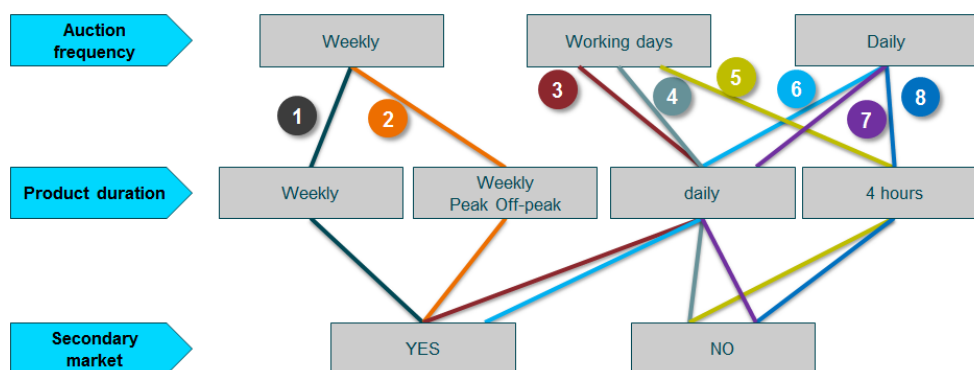 Auction
frequency
Weekly
Working days
Daily
1
2
3
4
5
6
7
8
Product duration
Weekly
Weekly
Peak Off-peak
daily
4 hours
Secondary
market
YES
NO